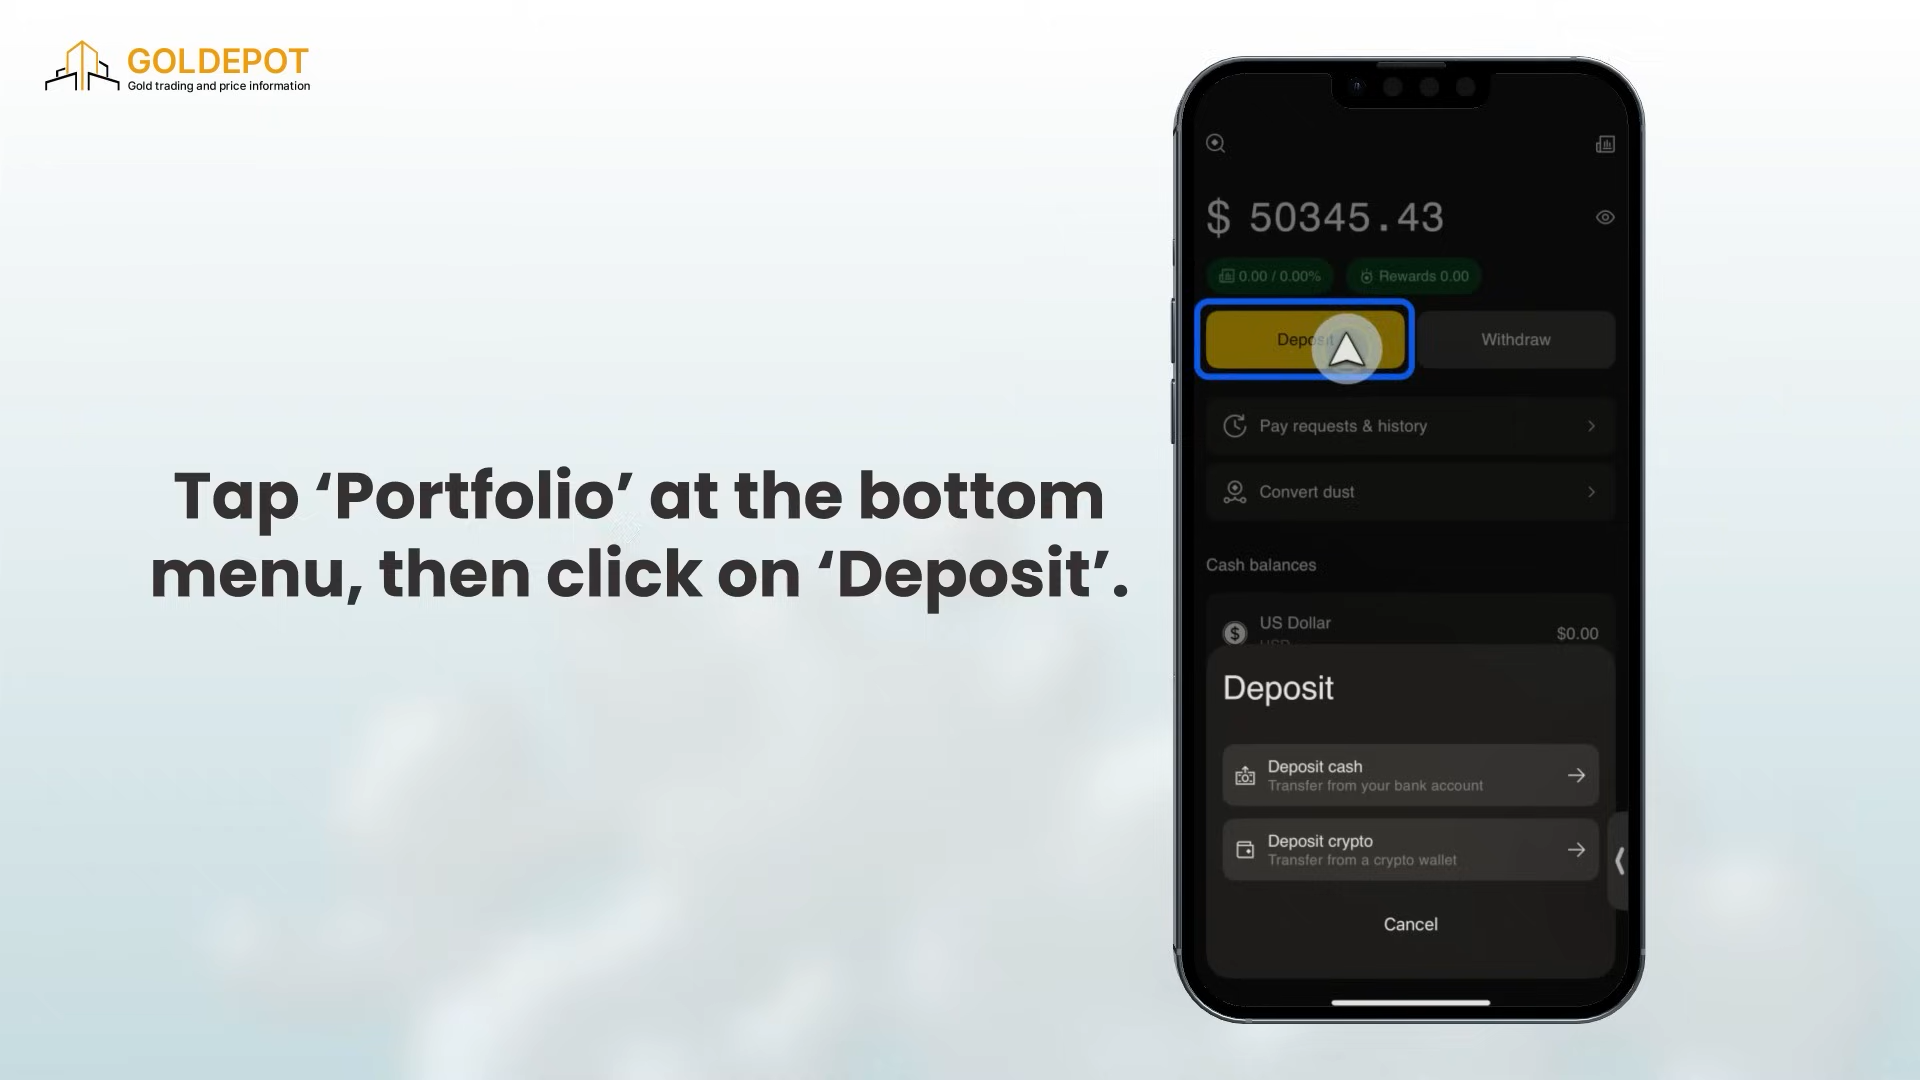 GOLDEPOT
Gold trading and price information
Tap ‘Portfolio’ at the bottom
menu, then click on ‘Deposit’.
$ 50345.43
0.00 / 0.00%
Rewards 0.00
Deposit
Withdraw
Pay requests & history
Convert dust
Cash balances
US Dollar
USD
$0.00
Deposit
Deposit cash
Transfer from your bank account
Deposit crypto
Transfer from a crypto wallet
Cancel